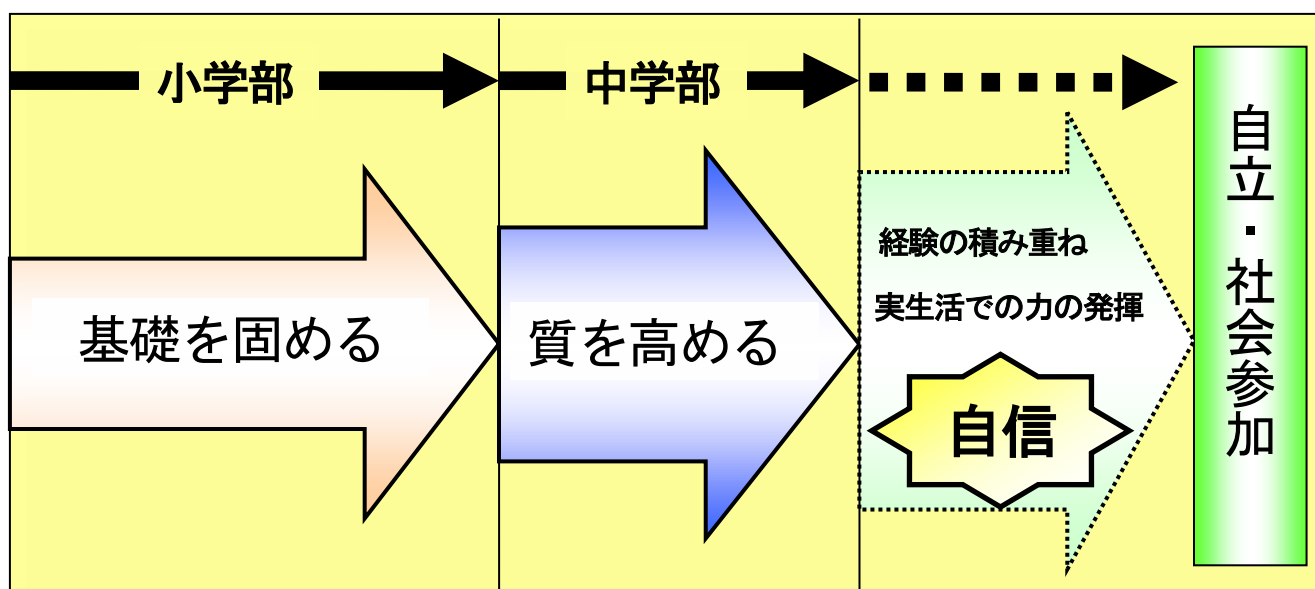 小学部
中学部
基礎を固める
質を高める
経験の積み重ね
実生活での力の発揮
自信
自立・社会参加